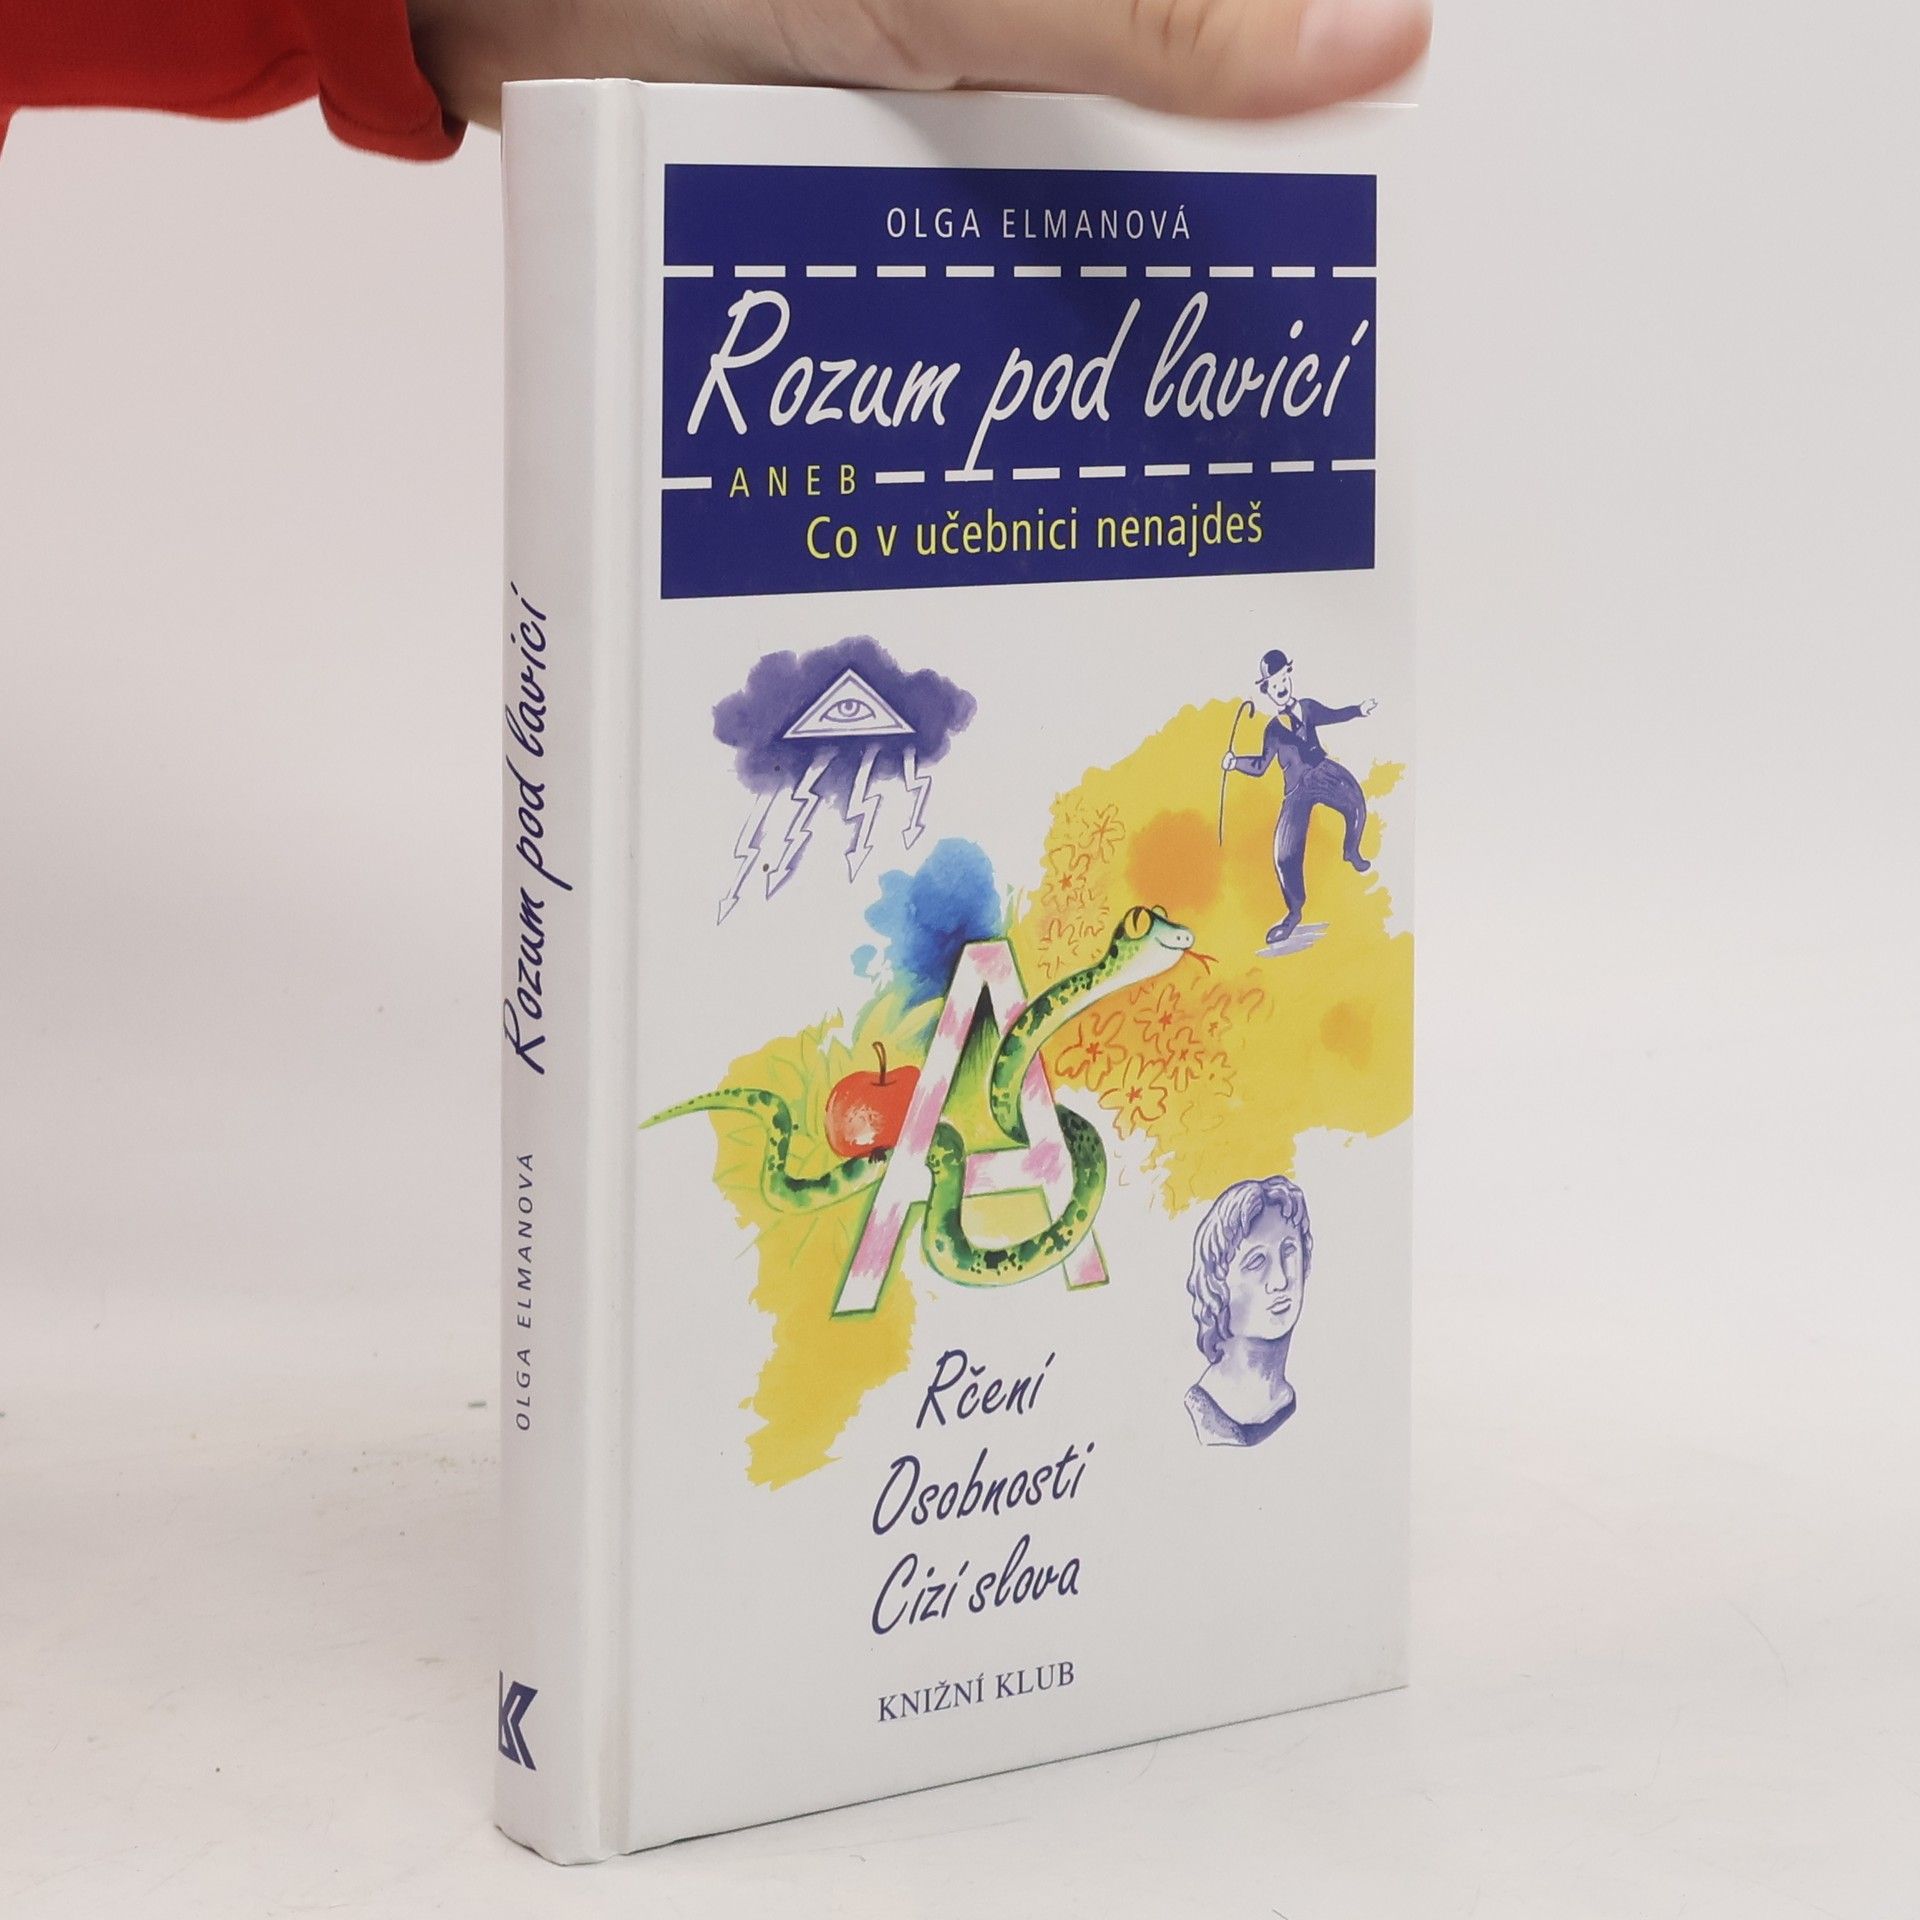 OLGA ELMANOVÁ
Rozum pod lavicí
ANEB
Co v učebnici nenajdeš
Rčení
Osobnosti
Cizí slova
KNIŽNÍ KLUB
OLGA ELMANOVÁ Rozum pod lavicí